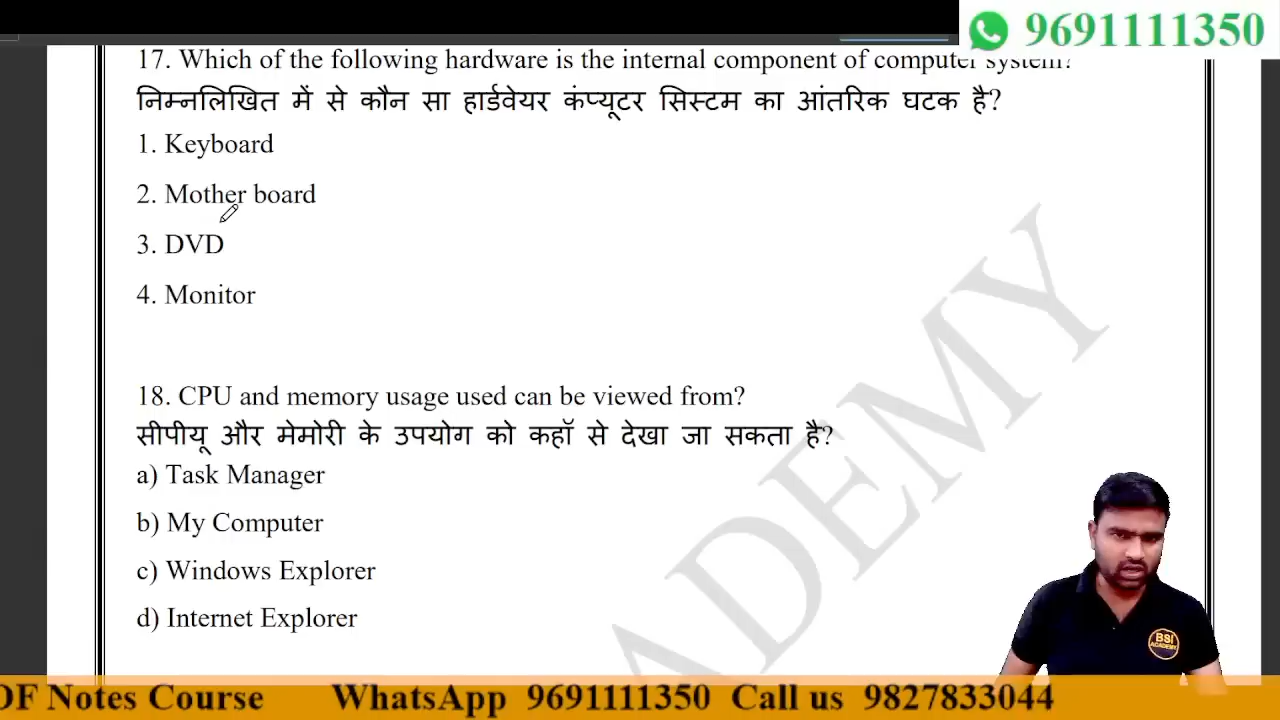 9691111350
17. Which of the following hardware is the internal component of computer system?
निम्नलिखित में से कौन सा हार्डवेयर कंप्यूटर सिस्टम का आंतरिक घटक है?
1. Keyboard
2. Mother board
3. DVD
4. Monitor
18. CPU and memory usage used can be viewed from?
सीपीयू और मेमोरी के उपयोग को कहॉ से देखा जा सकता है?
a) Task Manager
b) My Computer
c) Windows Explorer
d) Internet Explorer
ADEMY
BSI
ACADEMY
DF Notes Course WhatsApp 9691111350 Call us 9827833044